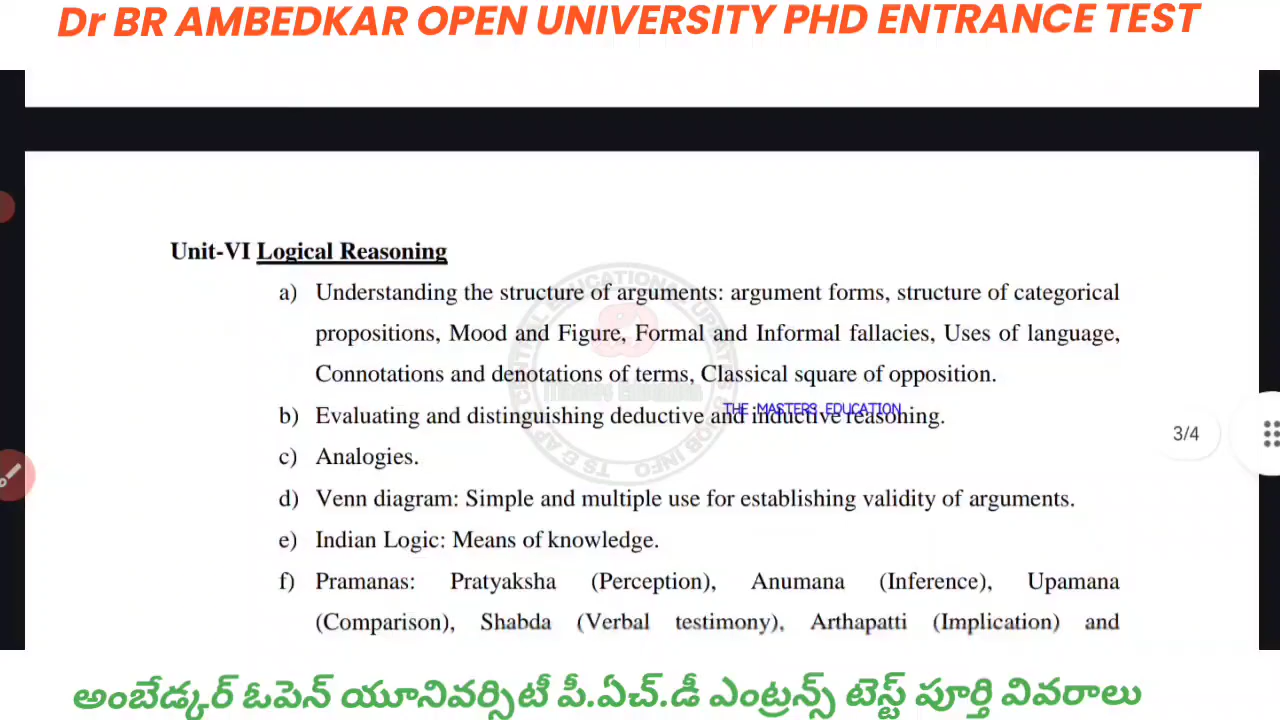 Dr BR AMBEDKAR OPEN UNIVERSITY PHD ENTRANCE TEST
Unit-VI Logical Reasoning
a) Understanding the structure of arguments: argument forms, structure of categorical
propositions, Mood and Figure, Formal and Informal fallacies, Uses of language,
Connotations and denotations of terms, Classical square of opposition.
THE MASTERS EDUCATION
b) Evaluating and distinguishing deductive and inductive reasoning.
3/4
c) Analogies.
d) Venn diagram: Simple and multiple use for establishing validity of arguments.
e) Indian Logic: Means of knowledge.
f) Pramanas: Pratyaksha (Perception), Anumana (Inference), Upamana
(Comparison), Shabda (Verbal testimony), Arthapatti (Implication) and
అంబేడ్కర్ ఓపెన్ యూనివర్సిటీ పీ.ఏచ్.డీ ఎంట్రన్స్ టెస్ట్ పూర్తి వివరాలు